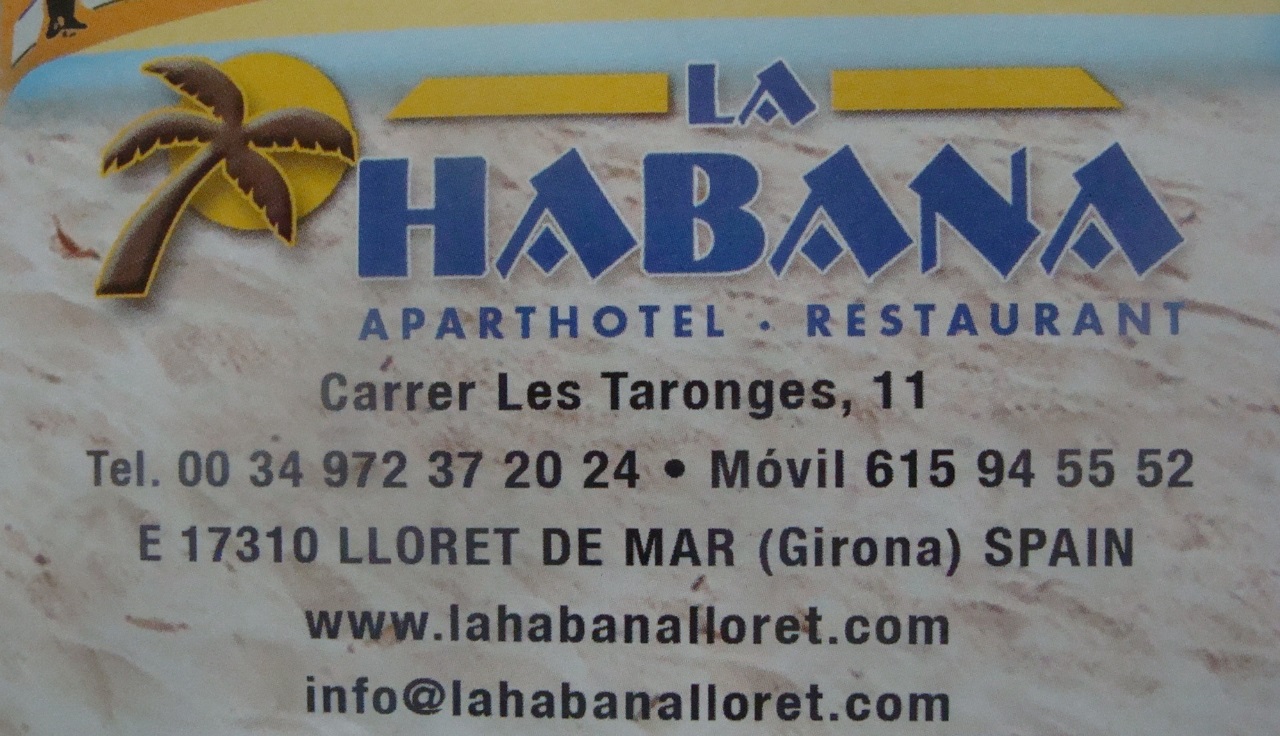 LA
HABANA
APARTHOTEL · RESTAURANT
Carrer Les Taronges, 11
Tel. 00 34 972 37 20 24 • Móvil 615 94 55 52
E 17310 LLORET DE MAR (Girona) SPAIN
www.lahabanalloret.com
info@lahabanalloret.com